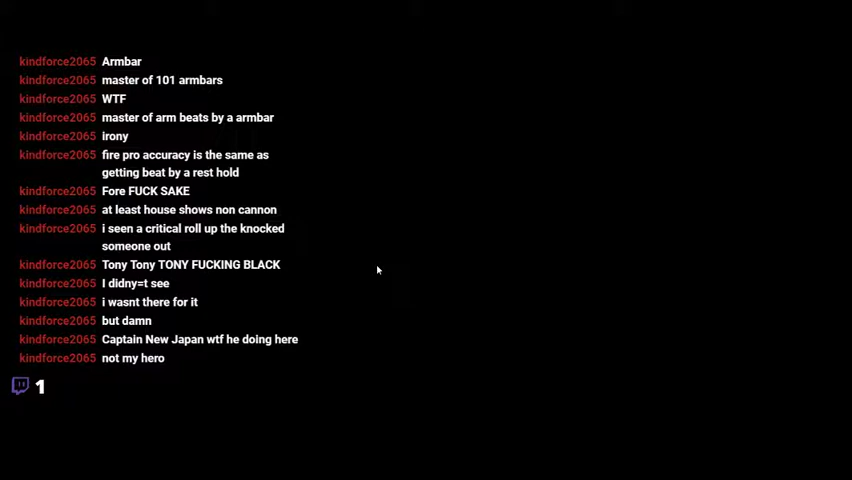 kindforce2065 Armbar
kindforce2065 master of 101 armbars
kindforce2065 WTF
kindforce2065 master of arm beats by a armbar
kindforce2065 irony
kindforce2065 fire pro accuracy is the same as
getting beat by a rest hold
kindforce2065 Fore FUCK SAKE
kindforce2065 at least house shows non cannon
kindforce2065 i seen a critical roll up the knocked
someone out
kindforce2065 Tony Tony TONY FUCKING BLACK
kindforce2065 I didny=t see
kindforce2065 i wasnt there for it
kindforce2065 but damn
kindforce2065 Captain New Japan wtf he doing here
kindforce2065 not my hero
1